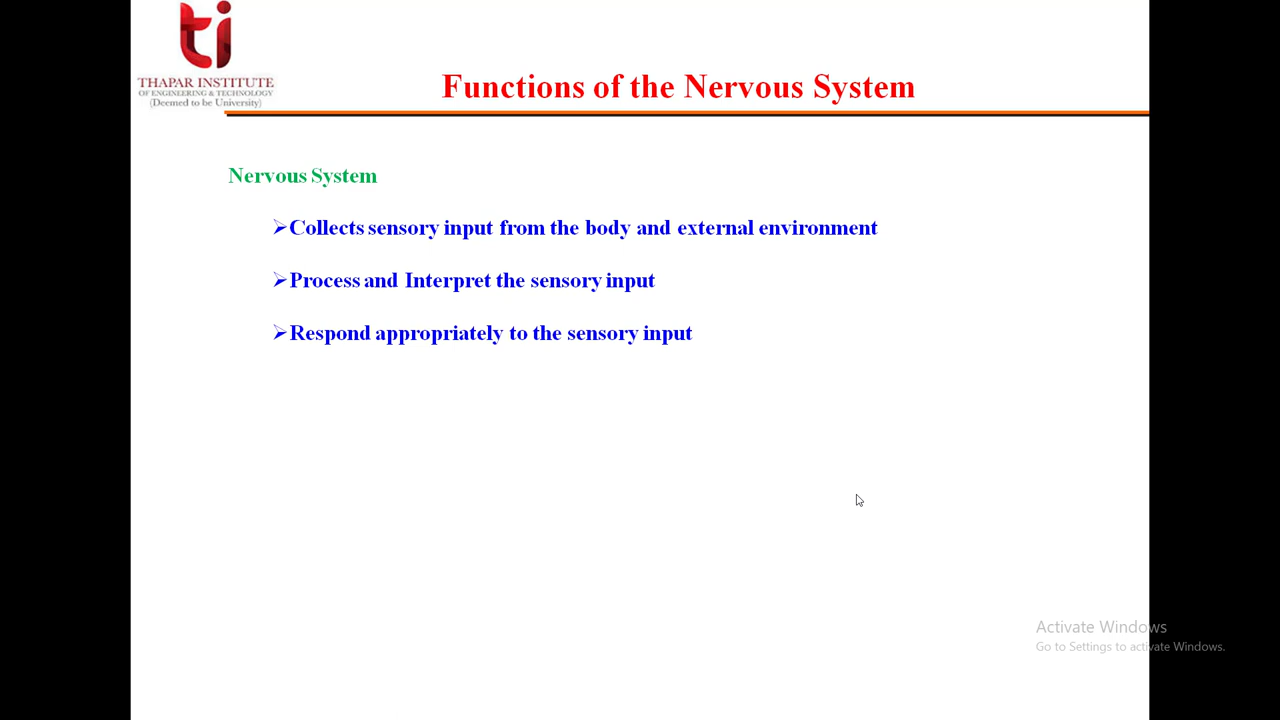 ti
THAPAR INSTITUTE
OF ENGINEERING & TECHNOLOGY
(Deemed to be University)
Functions of the Nervous System
Nervous System
➢Collects sensory input from the body and external environment
➢Process and Interpret the sensory input
➢Respond appropriately to the sensory input
Activate Windows
Go to Settings to activate Windows.